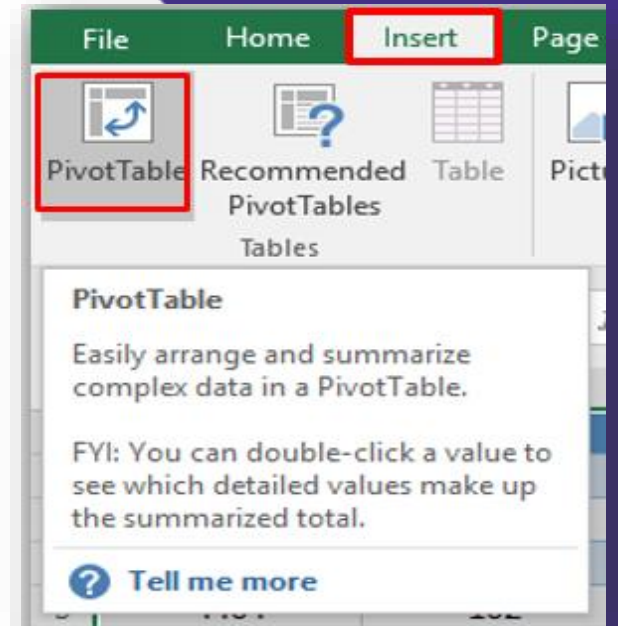 File Home Insert Page
PivotTable Recommended Table
PivotTables
Tables
PivotTable
Easily arrange and summarize
complex data in a PivotTable.
FYI: You can double-click a value to
see which detailed values make up
the summarized total.
Tell me more